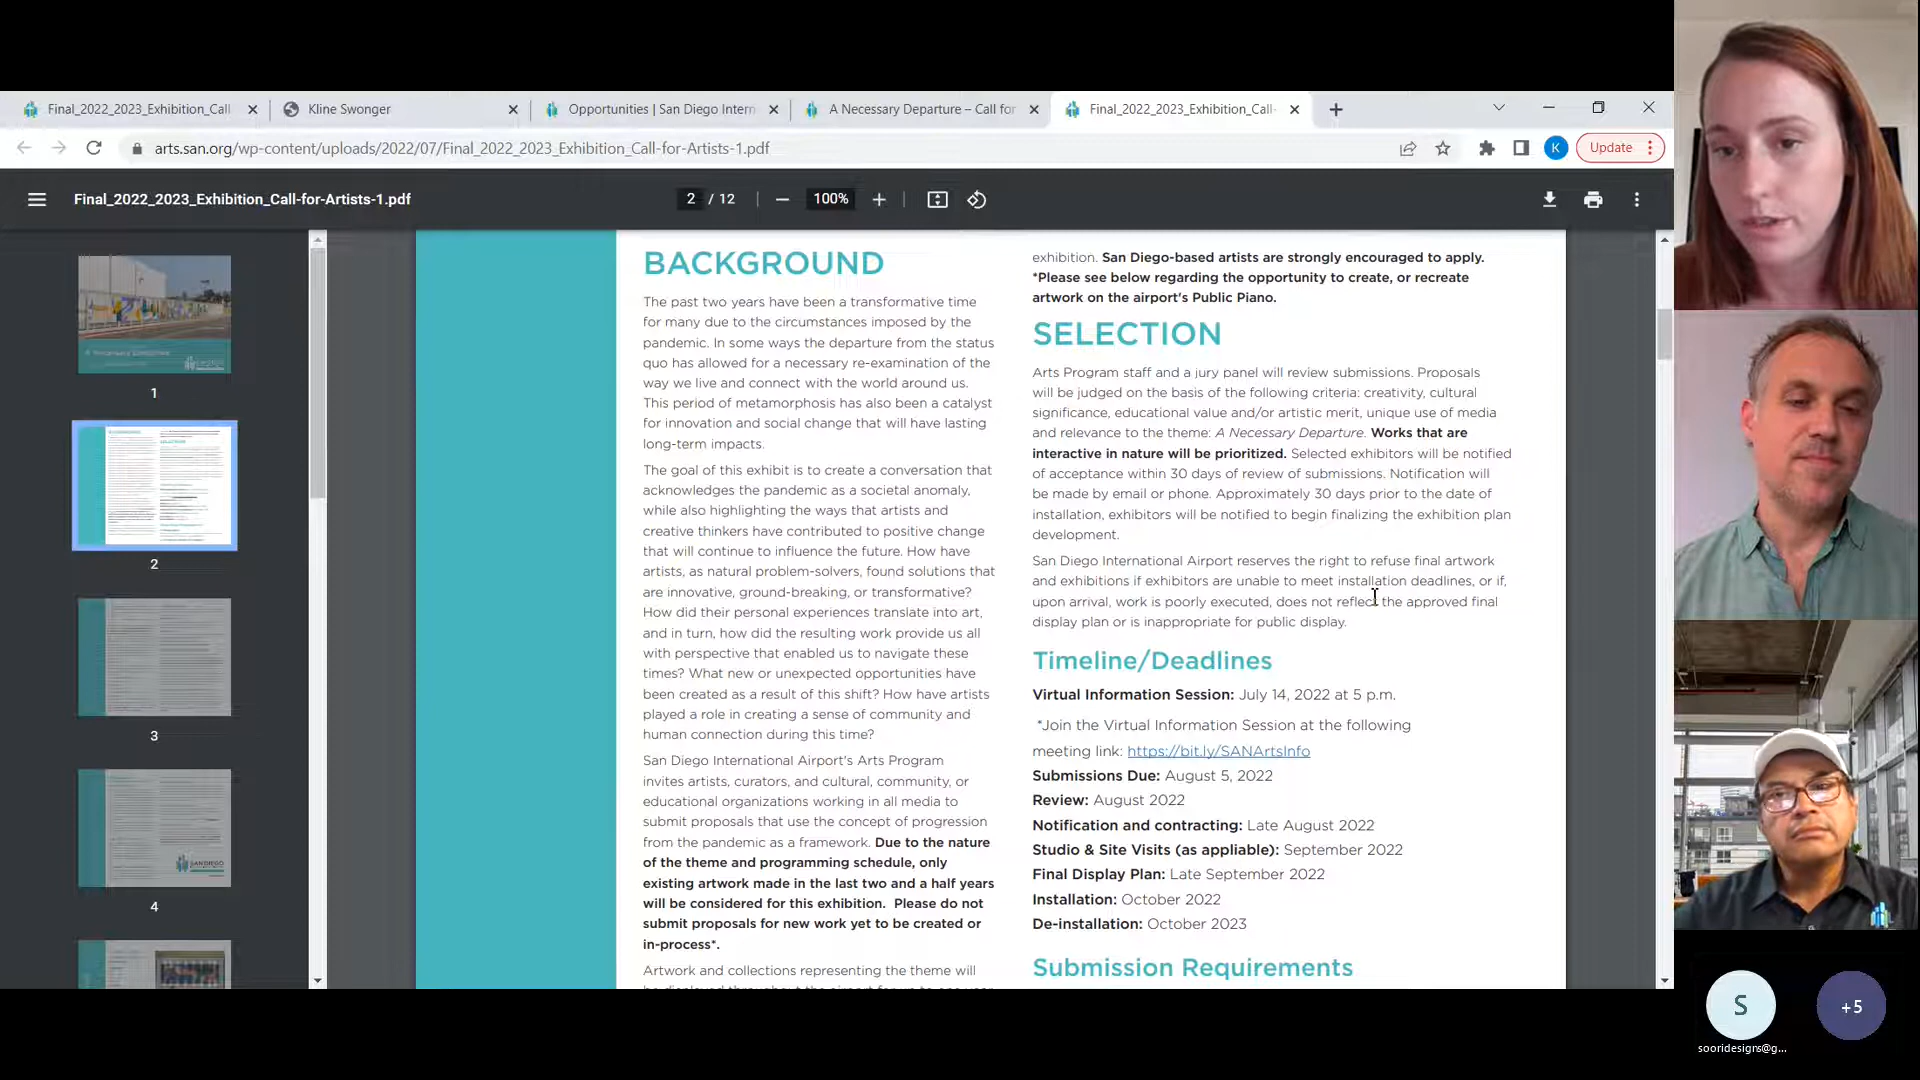 Final_2022_2023_Exhibition_Call
Kline Swonger
Opportunities | San Diego Intern
A Necessary Departure – Call for
Final_2022_2023_Exhibition_Call-
arts.san.org/wp-content/uploads/2022/07/Final_2022_2023_Exhibition_Call-for-Artists-1.pdf
K
Update
Final_2022_2023_Exhibition_Call-for-Artists-1.pdf
2 / 12
100%
1
2
3
4
BACKGROUND
The past two years have been a transformative time
for many due to the circumstances imposed by the
pandemic. In some ways the departure from the status
quo has allowed for a necessary re-examination of the
way we live and connect with the world around us.
This period of metamorphosis has also been a catalyst
for innovation and social change that will have lasting
long-term impacts.
The goal of this exhibit is to create a conversation that
acknowledges the pandemic as a societal anomaly,
while also highlighting the ways that artists and
creative thinkers have contributed to positive change
that will continue to influence the future. How have
artists, as natural problem-solvers, found solutions that
are innovative, ground-breaking, or transformative?
How did their personal experiences translate into art,
and in turn, how did the resulting work provide us all
with perspective that enabled us to navigate these
times? What new or unexpected opportunities have
been created as a result of this shift? How have artists
played a role in creating a sense of community and
human connection during this time?
San Diego International Airport's Arts Program
invites artists, curators, and cultural, community, or
educational organizations working in all media to
submit proposals that use the concept of progression
from the pandemic as a framework. Due to the nature
of the theme and programming schedule, only
existing artwork made in the last two and a half years
will be considered for this exhibition. Please do not
submit proposals for new work yet to be created or
in-process*.
Artwork and collections representing the theme will
exhibition. San Diego-based artists are strongly encouraged to apply.
*Please see below regarding the opportunity to create, or recreate
artwork on the airport's Public Piano.
SELECTION
Arts Program staff and a jury panel will review submissions. Proposals
will be judged on the basis of the following criteria: creativity, cultural
significance, educational value and/or artistic merit, unique use of media
and relevance to the theme: A Necessary Departure. Works that are
interactive in nature will be prioritized. Selected exhibitors will be notified
of acceptance within 30 days of review of submissions. Notification will
be made by email or phone. Approximately 30 days prior to the date of
installation, exhibitors will be notified to begin finalizing the exhibition plan
development.
San Diego International Airport reserves the right to refuse final artwork
and exhibitions if exhibitors are unable to meet installation deadlines, or if,
upon arrival, work is poorly executed, does not reflect the approved final
display plan or is inappropriate for public display.
Timeline/Deadlines
Virtual Information Session: July 14, 2022 at 5 p.m.
*Join the Virtual Information Session at the following
meeting link: https://bit.ly/SANArtsInfo
Submissions Due: August 5, 2022
Review: August 2022
Notification and contracting: Late August 2022
Studio & Site Visits (as appliable): September 2022
Final Display Plan: Late September 2022
Installation: October 2022
De-installation: October 2023
Submission Requirements
S
+5
sooridesigns@g...